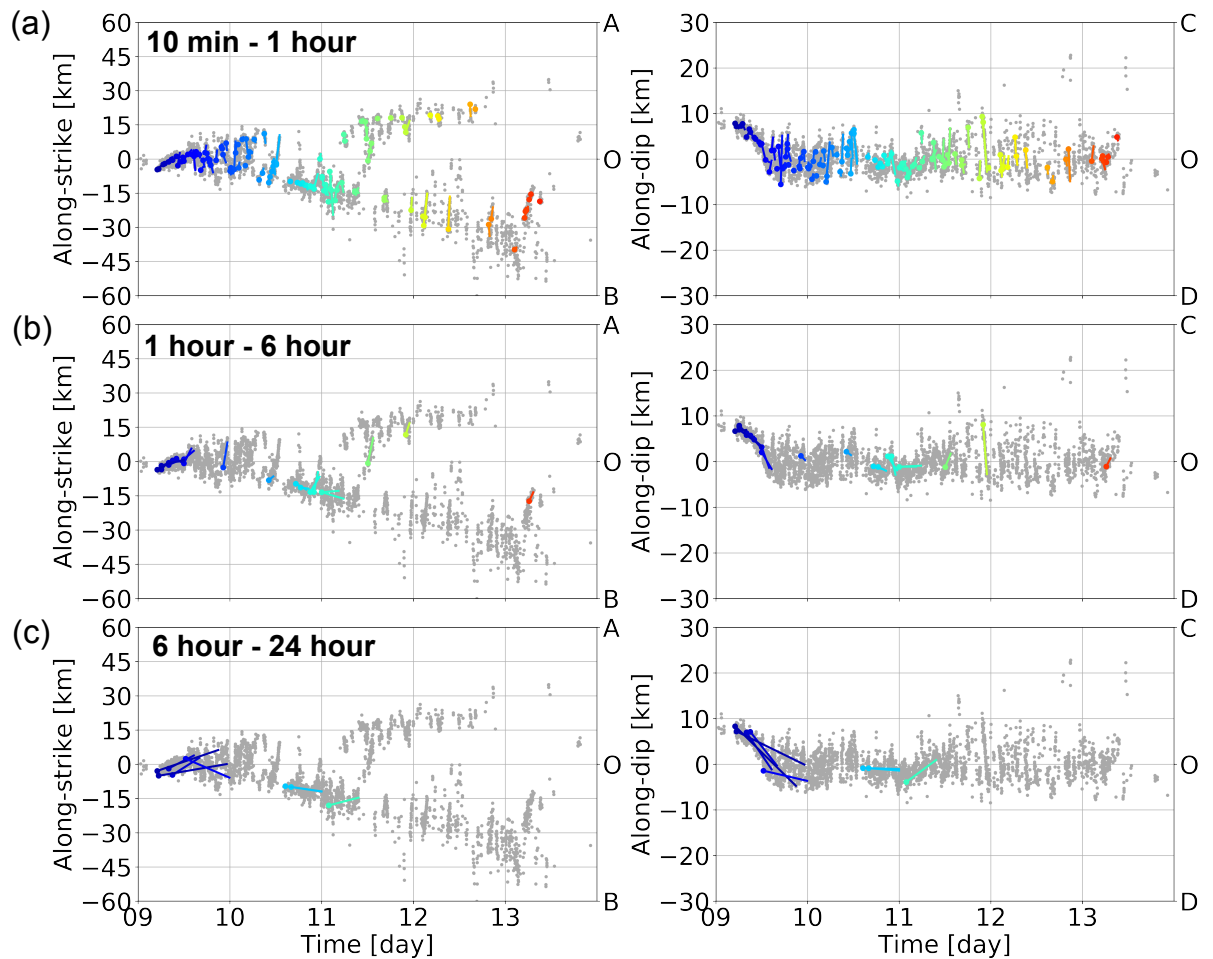 (a)
10 min - 1 hour
Along-strike [km]
60
45
30
15
0
−15
−30
−45
−60
A
O
B
Along-dip [km]
30
20
10
0
−10
−20
−30
C
O
D
(b)
1 hour - 6 hour
Along-strike [km]
60
45
30
15
0
−15
−30
−45
−60
A
O
B
Along-dip [km]
30
20
10
0
−10
−20
−30
C
O
D
(c)
6 hour - 24 hour
Along-strike [km]
60
45
30
15
0
−15
−30
−45
−60
A
O
B
09 10 11 12 13
Time [day]
Along-dip [km]
30
20
10
0
−10
−20
−30
C
O
D
09 10 11 12 13
Time [day]